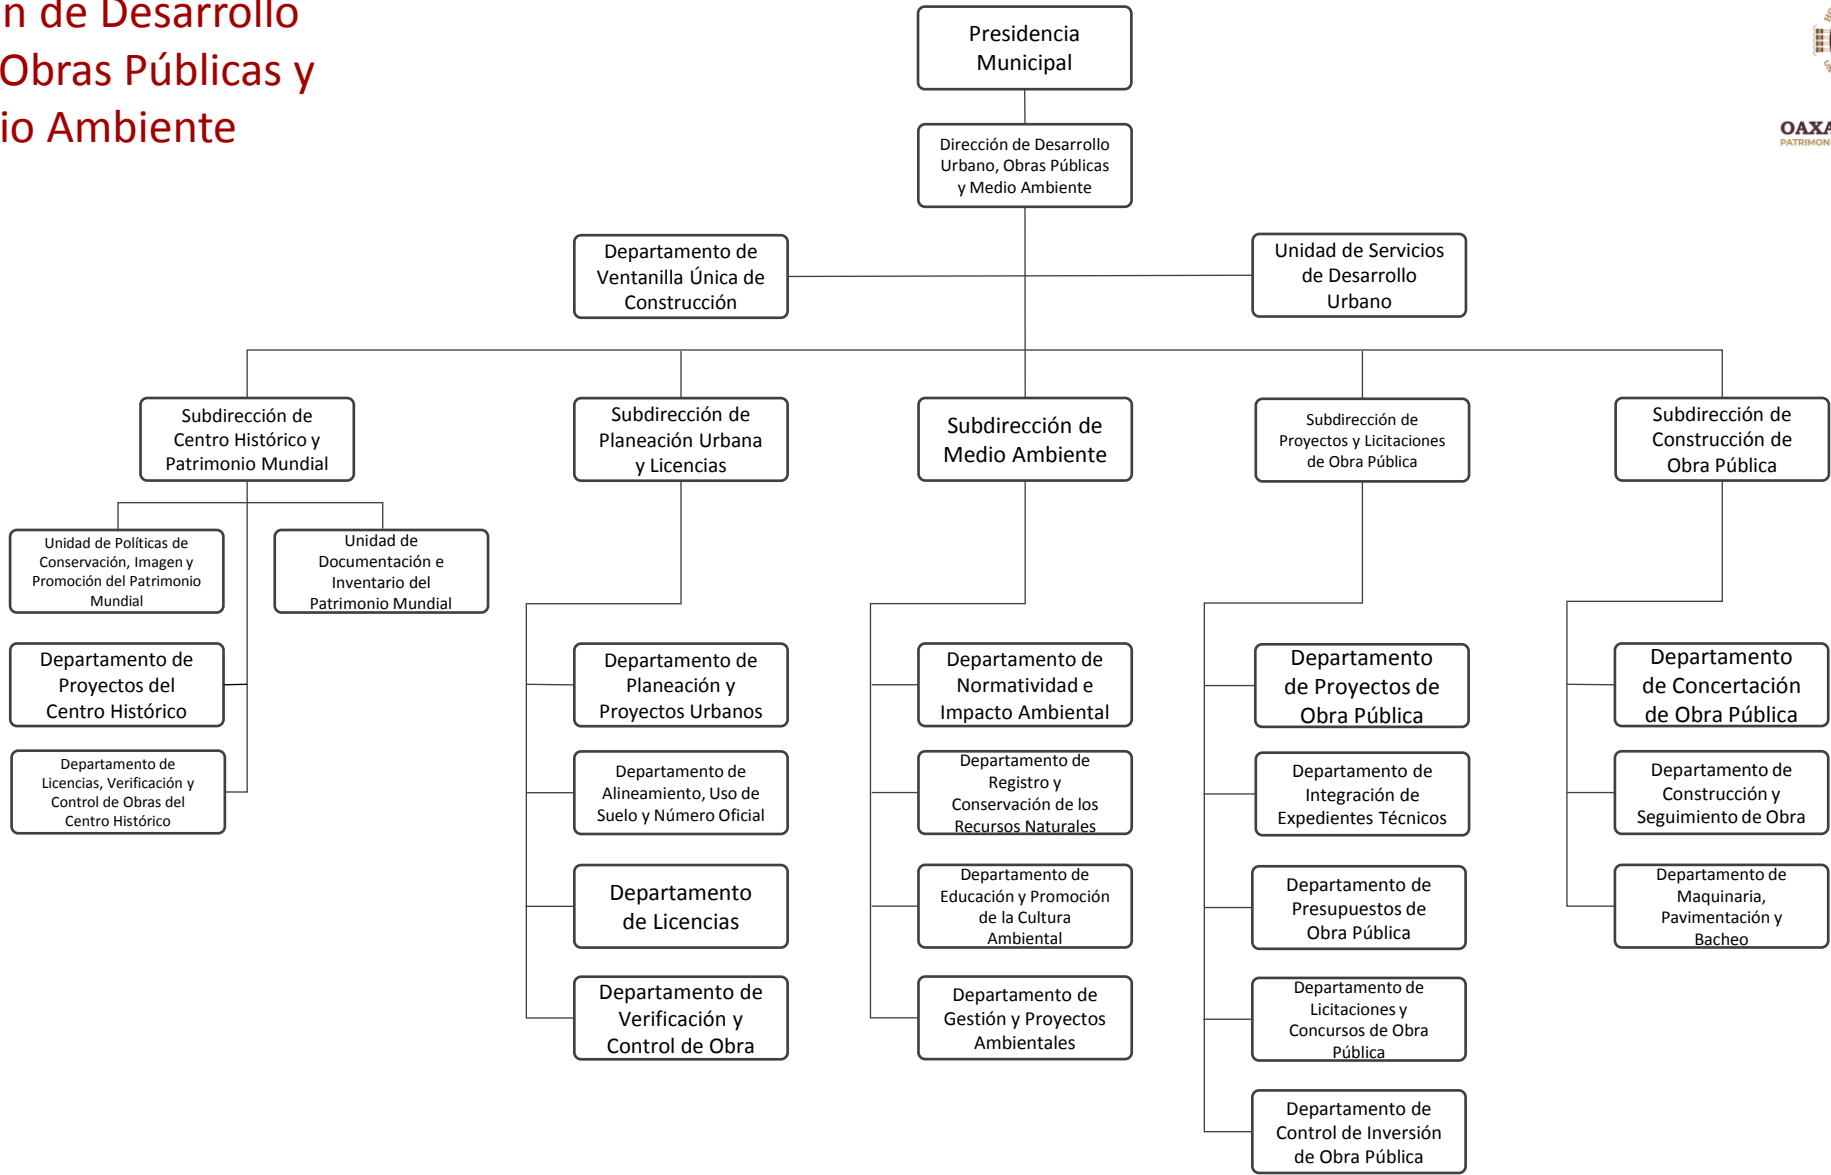 n de Desarrollo
Obras Públicas y
io Ambiente
OAXA
PATRIMON
Presidencia
Municipal
Dirección de Desarrollo
Urbano, Obras Públicas
y Medio Ambiente
Departamento de
Ventanilla Única de
Construcción
Unidad de Servicios
de Desarrollo
Urbano
Subdirección de
Centro Histórico y
Patrimonio Mundial
Subdirección de
Planeación Urbana
y Licencias
Subdirección de
Medio Ambiente
Subdirección de
Proyectos y Licitaciones
de Obra Pública
Subdirección de
Construcción de
Obra Pública
Unidad de Políticas de
Conservación, Imagen y
Promoción del Patrimonio
Mundial
Unidad de
Documentación e
Inventario del
Patrimonio Mundial
Departamento de
Proyectos del
Centro Histórico
Departamento de
Licencias, Verificación y
Control de Obras del
Centro Histórico
Departamento de
Planeación y
Proyectos Urbanos
Departamento de
Alineamiento, Uso de
Suelo y Número Oficial
Departamento
de Licencias
Departamento de
Verificación y
Control de Obra
Departamento de
Normatividad e
Impacto Ambiental
Departamento de
Registro y
Conservación de los
Recursos Naturales
Departamento de
Educación y Promoción
de la Cultura
Ambiental
Departamento de
Gestión y Proyectos
Ambientales
Departamento
de Proyectos de
Obra Pública
Departamento de
Integración de
Expedientes Técnicos
Departamento de
Presupuestos de
Obra Pública
Departamento de
Licitaciones y
Concursos de Obra
Pública
Departamento de
Control de Inversión
de Obra Pública
Departamento
de Concertación
de Obra Pública
Departamento de
Construcción y
Seguimiento de Obra
Departamento de
Maquinaria,
Pavimentación y
Bacheo